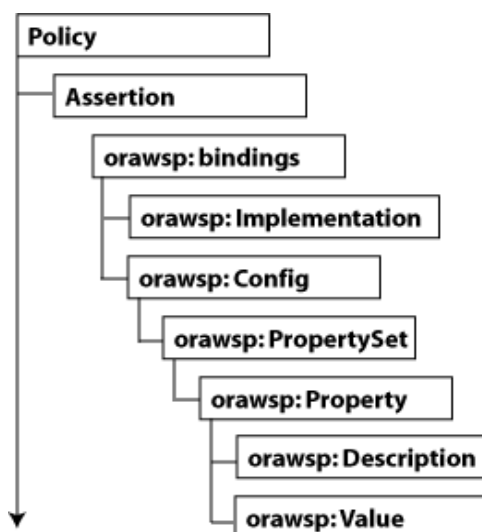 Policy
Assertion
orawsp:bindings
orawsp:Implementation
orawsp:Config
orawsp:PropertySet
orawsp:Property
orawsp:Description
orawsp:Value